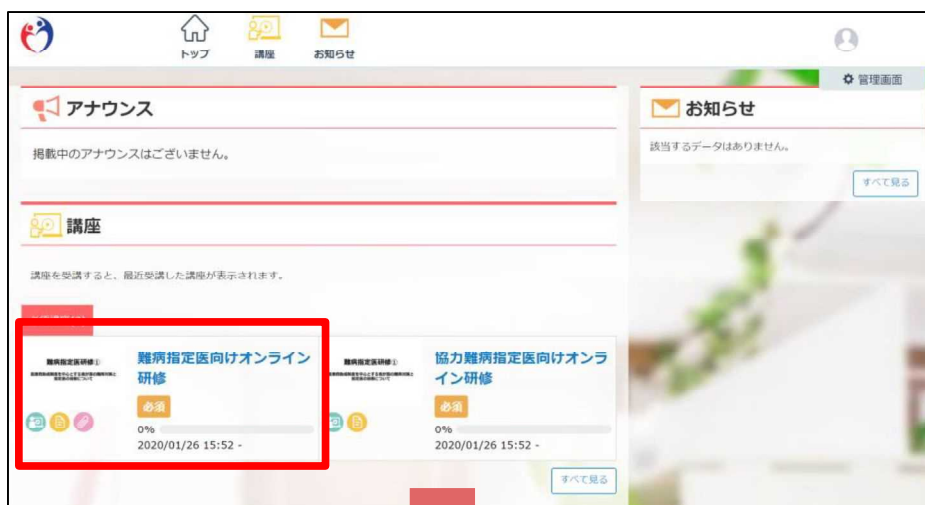 トップ
講座
お知らせ
管理画面
アナウンス
掲載中のアナウンスはございません。
お知らせ
該当するデータはありません。
すべて見る
講座
講座を受講すると、最近受講した講座が表示されます。
難病指定医研修①
難病指定医向けオンライン
研修
必須
0%
2020/01/26 15:52 -
難病指定医研修①
協力難病指定医向けオンラ
イン研修
必須
0%
2020/01/26 15:52 -
すべて見る